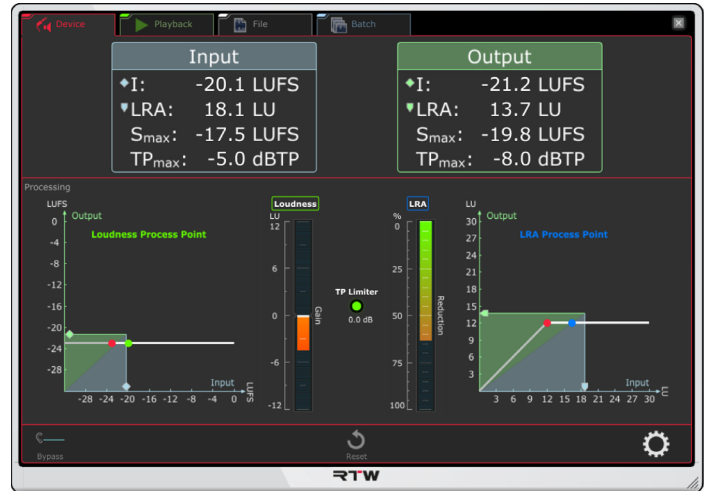 Device
Playback
File
Batch
Input
I: -20.1 LUFS
LRA: 18.1 LU
Smax: -17.5 LUFS
TPmax: -5.0 dBTP
Output
I: -21.2 LUFS
LRA: 13.7 LU
Smax: -19.8 LUFS
TPmax: -8.0 dBTP
Processing
LUFS
Output
Loudness Process Point
0
-4
-8
-12
-16
-20
-24
-28
Input
-28 -24 -20 -16 -12 -8 -4 0
LUFS
Loudness
LU
12
6
0
-6
-12
Gain
TP Limiter
0.0 dB
LRA
%
0
25
50
75
100
Reduction
LU
Output
LRA Process Point
30
27
24
21
18
15
12
9
6
3
Input
3 6 9 12 15 18 21 24 27 30
LU
Bypass
Reset
RTW